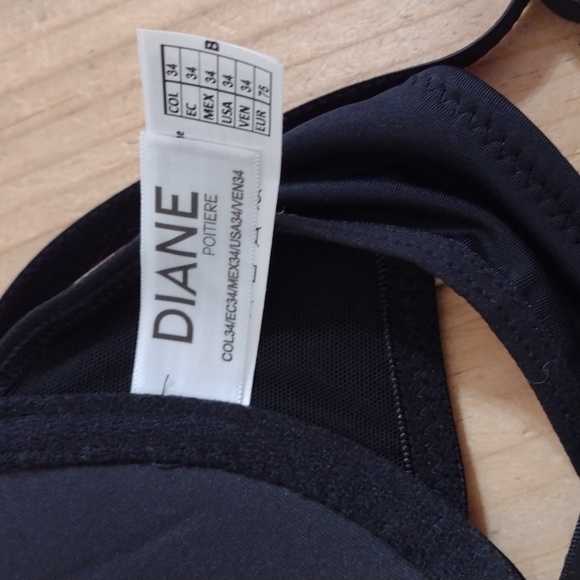 B
COL 34
EC 34
MEX 34
USA 34
VEN 34
EUR 75
DIANE
POITIERE
COL34/EC34/MEX34/USA34/VEN34